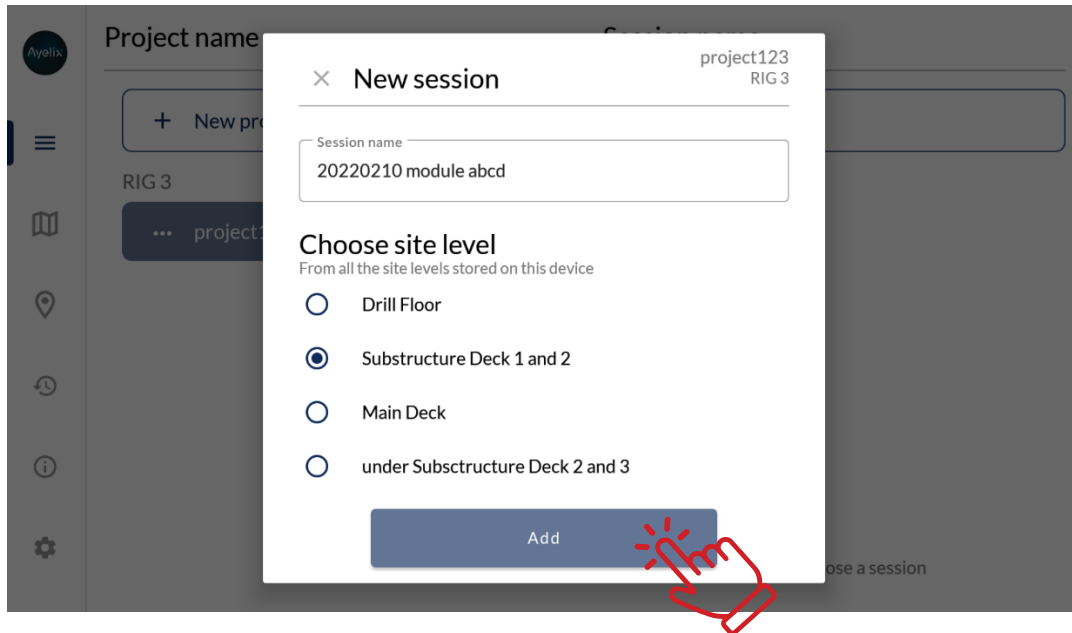 Ayelix
Project name
Session name
New session
project123
RIG 3
+ New pro
Session name
20220210 module abcd
RIG 3
... project1
Choose site level
From all the site levels stored on this device
Drill Floor
Substructure Deck 1 and 2
Main Deck
under Subsctructure Deck 2 and 3
Add
ose a session